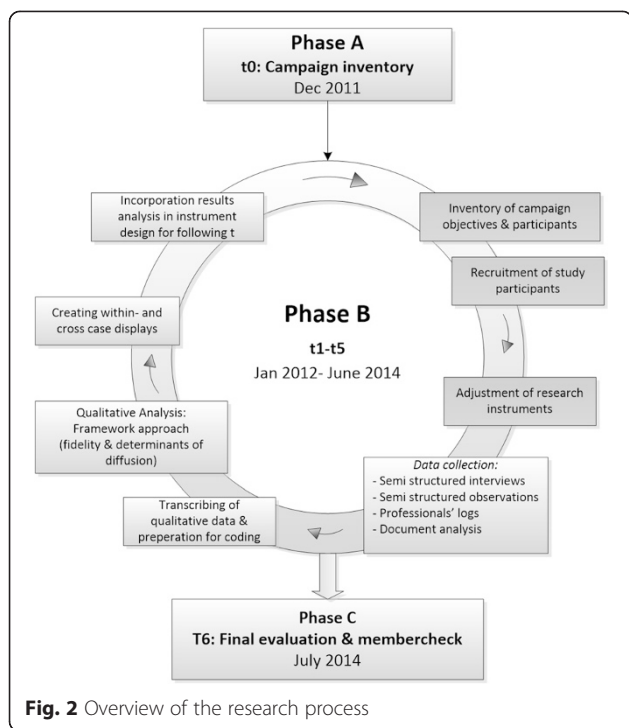 Phase A
t0: Campaign inventory
Dec 2011
Incorporation results
analysis in instrument
design for following t
Inventory of campaign
objectives & participants
Recruitment of study
participants
Creating within- and
cross case displays
Phase B
t1-t5
Jan 2012- June 2014
Adjustment of research
instruments
Qualitative Analysis:
Framework approach
(fidelity & determinants of
diffusion)
Data collection:
- Semi structured interviews
- Semi structured observations
- Professionals' logs
- Document analysis
Transcribing of
qualitative data &
preparation for coding
Phase C
T6: Final evaluation & membercheck
July 2014
Fig. 2 Overview of the research process